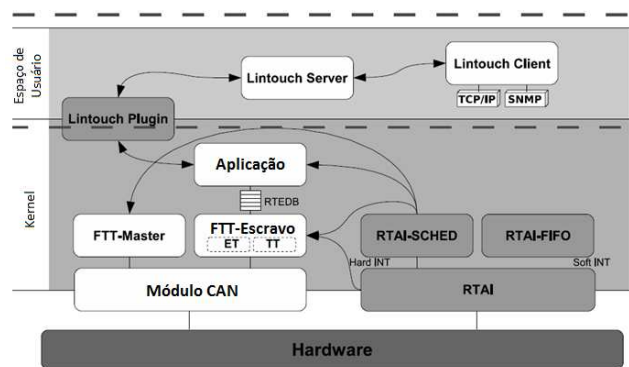 Espaço de
Usuário
Lintouch Server
Lintouch Client
TCP/IP
SNMP
Lintouch Plugin
Kernel
Aplicação
RTEDB
FTT-Master
FTT-Escravo
ET
TT
RTAI-SCHED
RTAI-FIFO
Hard INT
Soft INT
Módulo CAN
RTAI
Hardware